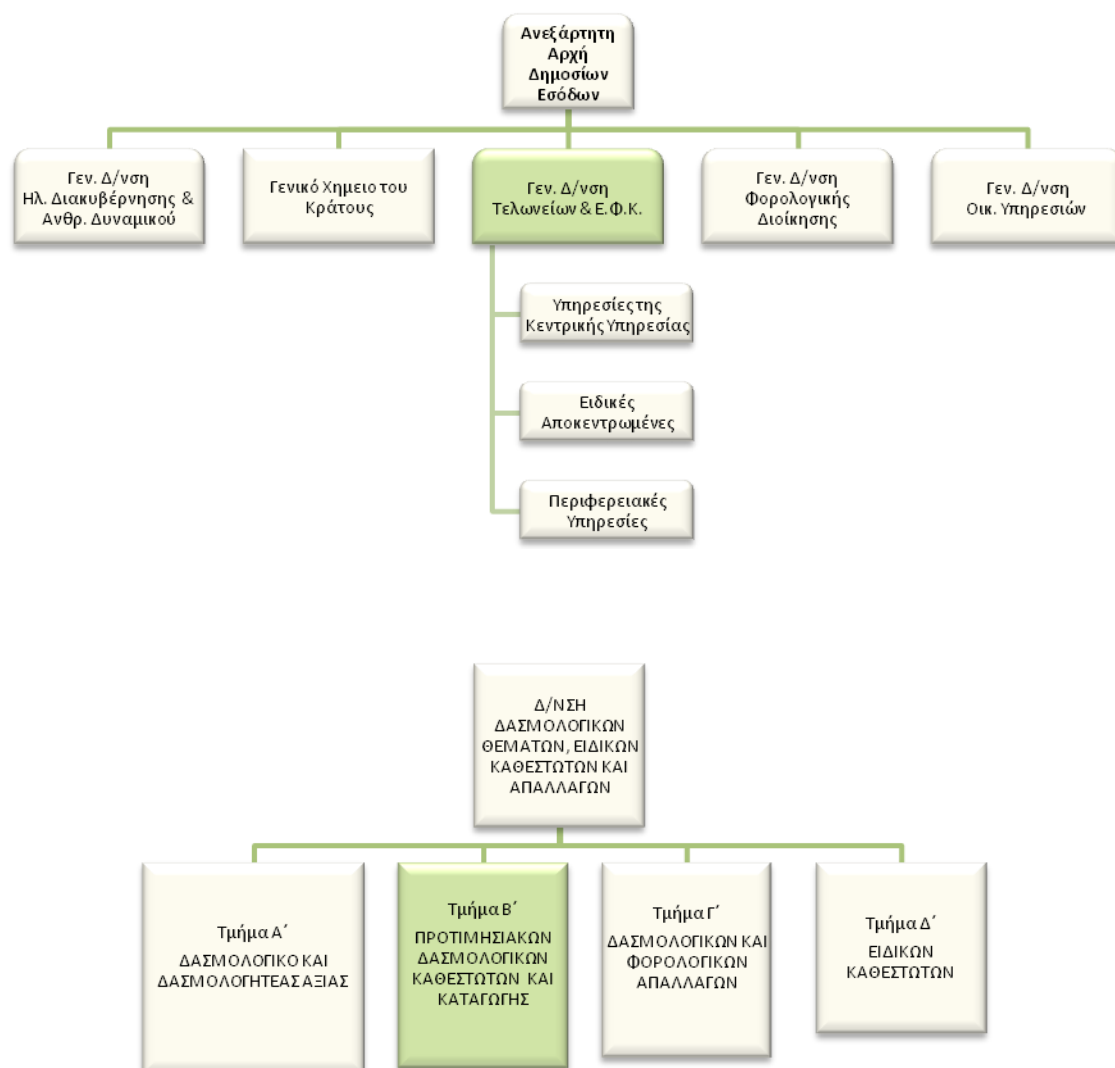 Ανεξάρτητη
Αρχή
Δημοσίων
Εσόδων
Γεν. Δ/νση
Ηλ. Διακυβέρνησης &
Ανθρ. Δυναμικού
Γενικό Χημειο του
Κράτους
Γεν. Δ/νση
Τελωνείων & Ε.Φ.Κ.
Γεν. Δ/νση
Φορολογικής
Διοίκησης
Γεν. Δ/νση
Οικ. Υπηρεσιών
Υπηρεσίες της
Κεντρικής Υπηρεσίας
Ειδικές
Αποκεντρωμένες
Περιφερειακές
Υπηρεσίες
Δ/ΝΣΗ
ΔΑΣΜΟΛΟΓΙΚΩΝ
ΘΕΜΑΤΩΝ, ΕΙΔΙΚΩΝ
ΚΑΘΕΣΤΩΤΩΝ ΚΑΙ
ΑΠΑΛΛΑΓΩΝ
Τμήμα Α΄
ΔΑΣΜΟΛΟΓΙΚΟ ΚΑΙ
ΔΑΣΜΟΛΟΓΗΤΕΑΣ ΑΞΙΑΣ
Τμήμα Β΄
ΠΡΟΤΙΜΗΣΙΑΚΩΝ
ΔΑΣΜΟΛΟΓΙΚΩΝ
ΚΑΘΕΣΤΩΤΩΝ ΚΑΙ
ΚΑΤΑΓΩΓΗΣ
Τμήμα Γ΄
ΔΑΣΜΟΛΟΓΙΚΩΝ ΚΑΙ
ΦΟΡΟΛΟΓΙΚΩΝ
ΑΠΑΛΛΑΓΩΝ
Τμήμα Δ΄
ΕΙΔΙΚΩΝ
ΚΑΘΕΣΤΩΤΩΝ